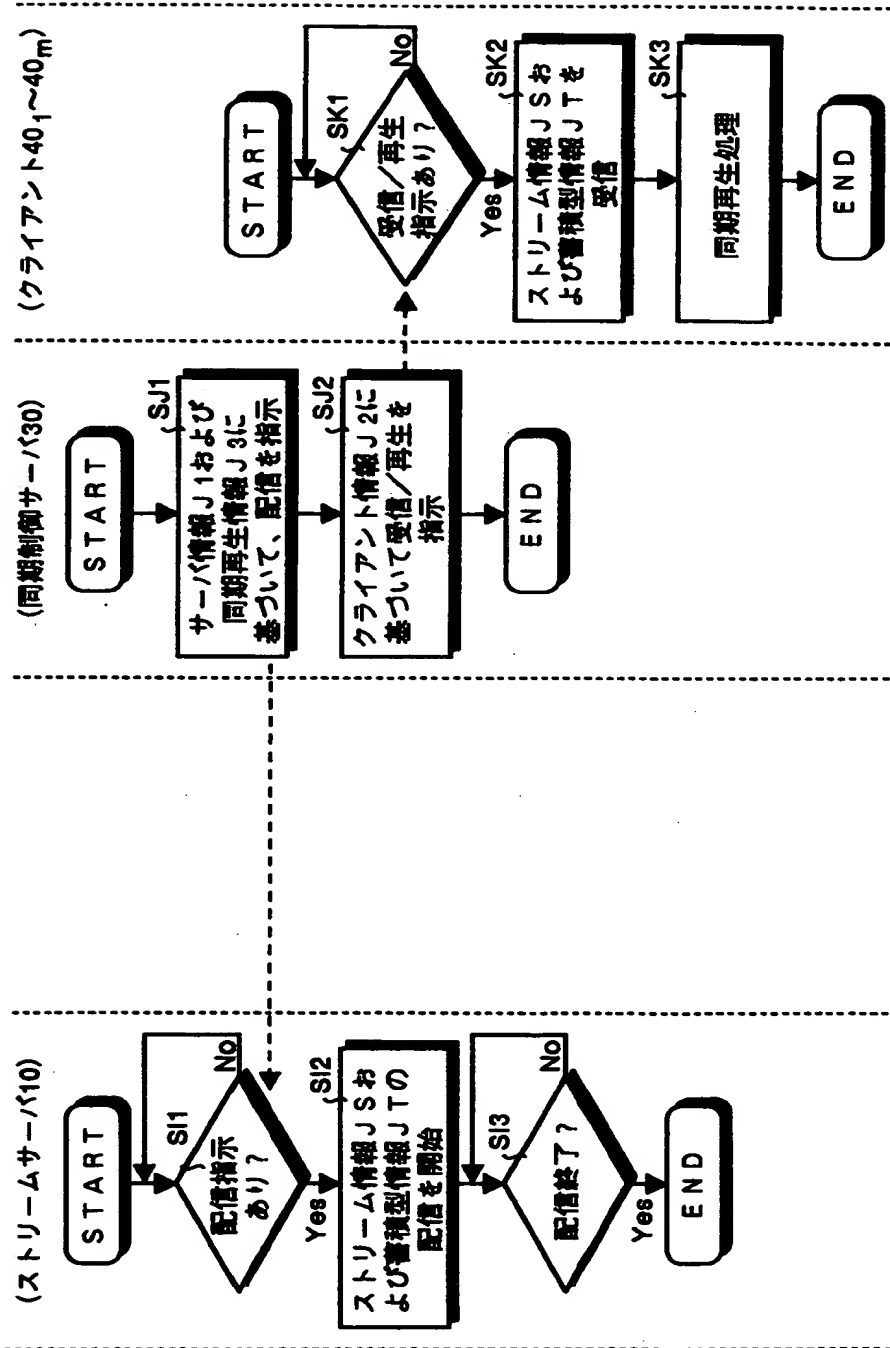 (ストリームサーバ10)
START
SI1
配信指示
あり?
No
Yes
SI2
ストリーム情報JSお
よび蓄積型情報JTの
配信を開始
SI3
配信終了?
No
Yes
END
(同期制御サーバ30)
START
SJ1
サーバ情報J1および
同期再生情報J3に
基づいて、配信を指示
SJ2
クライアント情報J2に
基づいて受信/再生を
指示
END
(クライアント40₁~40ₘ)
START
SK1
受信/再生
指示あり?
No
Yes
SK2
ストリーム情報JSお
よび蓄積型情報JTを
受信
SK3
同期再生処理
END